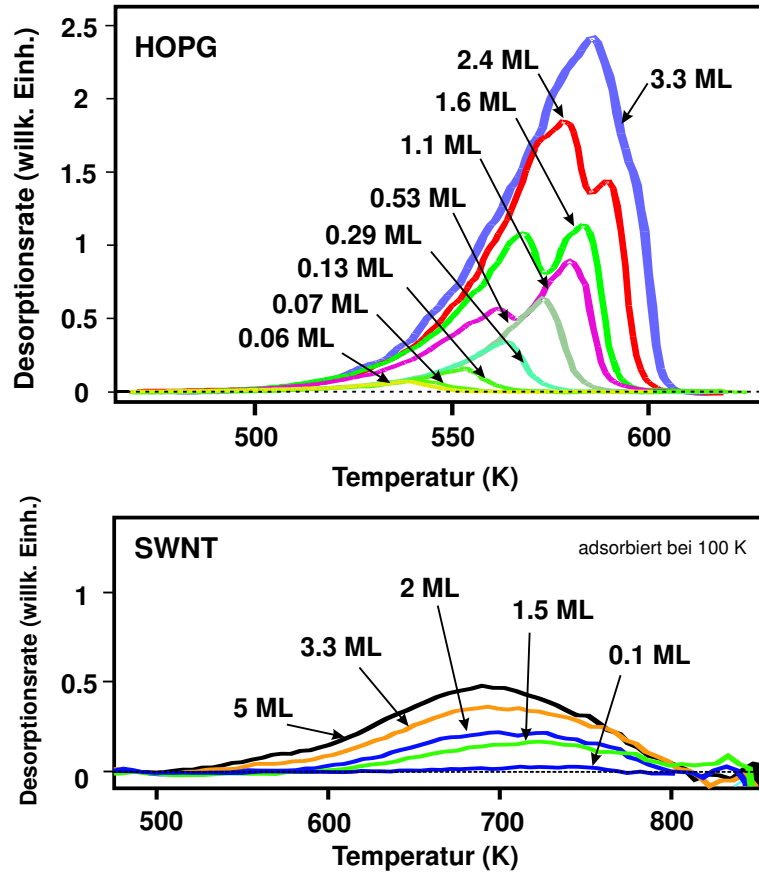 HOPG
Desorptionsrate (willk. Einh.)
2.5
2
1.5
1
0.5
0
2.4 ML
3.3 ML
1.6 ML
1.1 ML
0.53 ML
0.29 ML
0.13 ML
0.07 ML
0.06 ML
500
550
600
Temperatur (K)
SWNT
adsorbiert bei 100 K
Desorptionsrate (willk. Einh.)
1
0.5
0
2 ML
1.5 ML
3.3 ML
0.1 ML
5 ML
500
600
700
800
Temperatur (K)